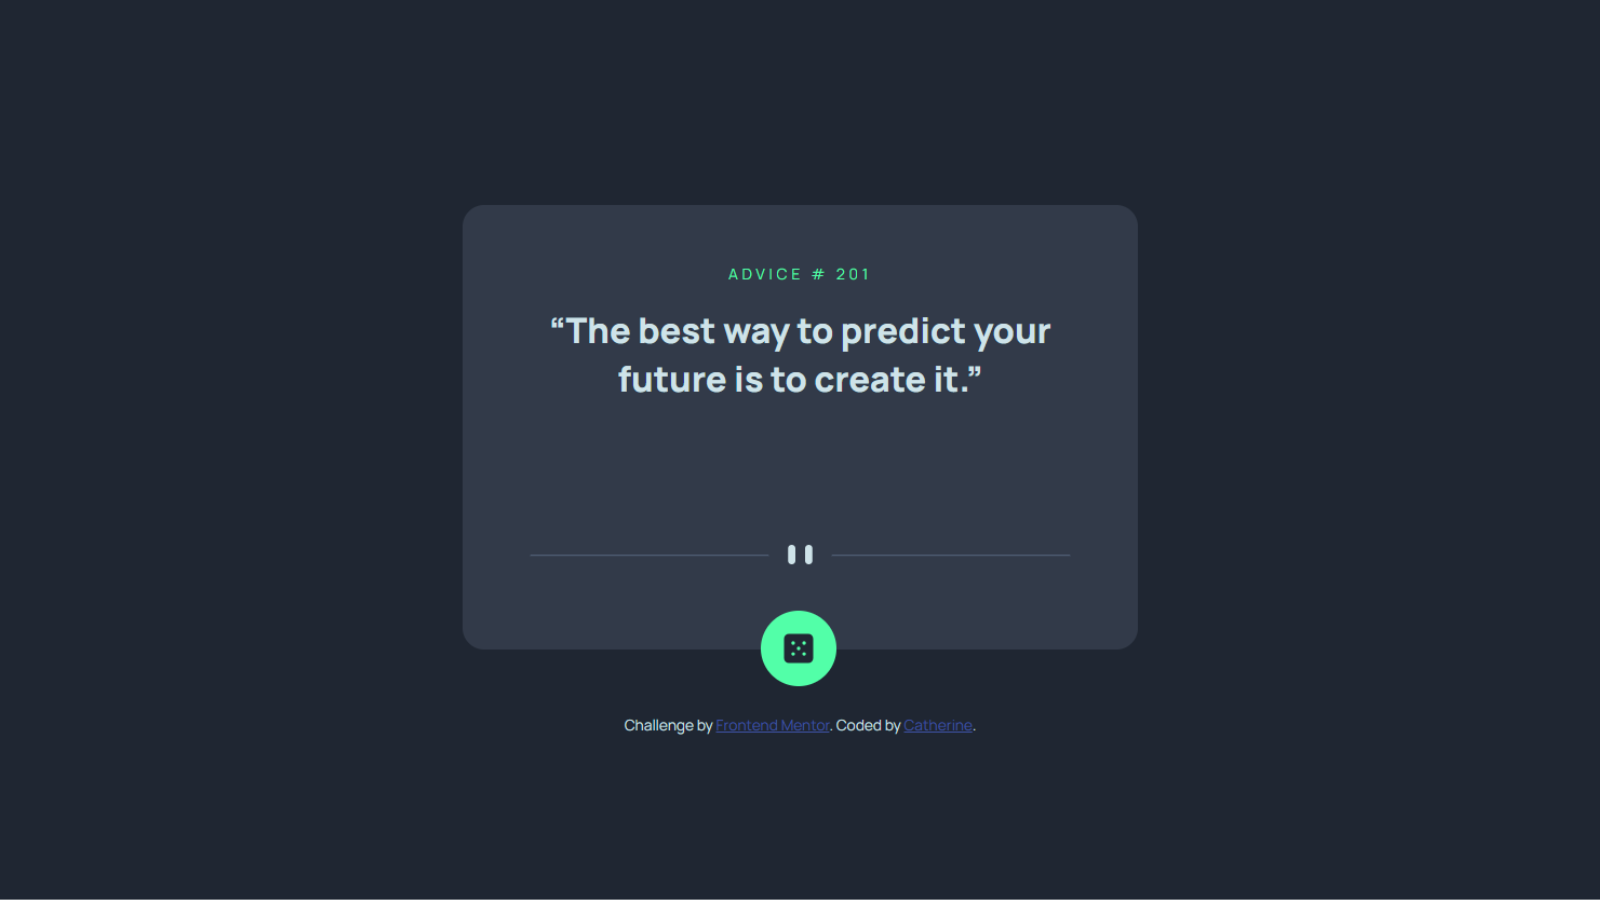 ADVICE # 201
“The best way to predict your
future is to create it.”
Challenge by Frontend Mentor. Coded by Catherine.